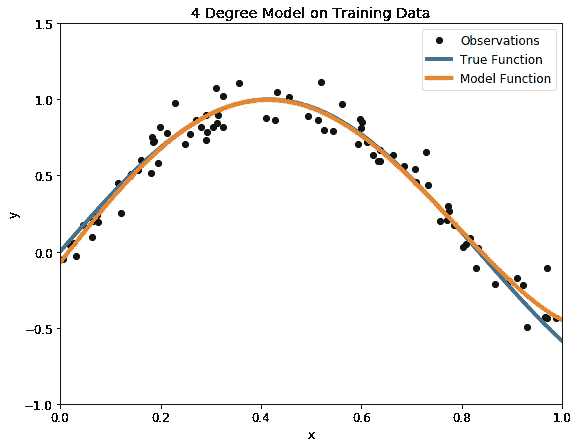 4 Degree Model on Training Data
Observations
True Function
Model Function
1.5
1.0
0.5
0.0
−0.5
−1.0
y
0.0
0.2
0.4
0.6
0.8
1.0
x